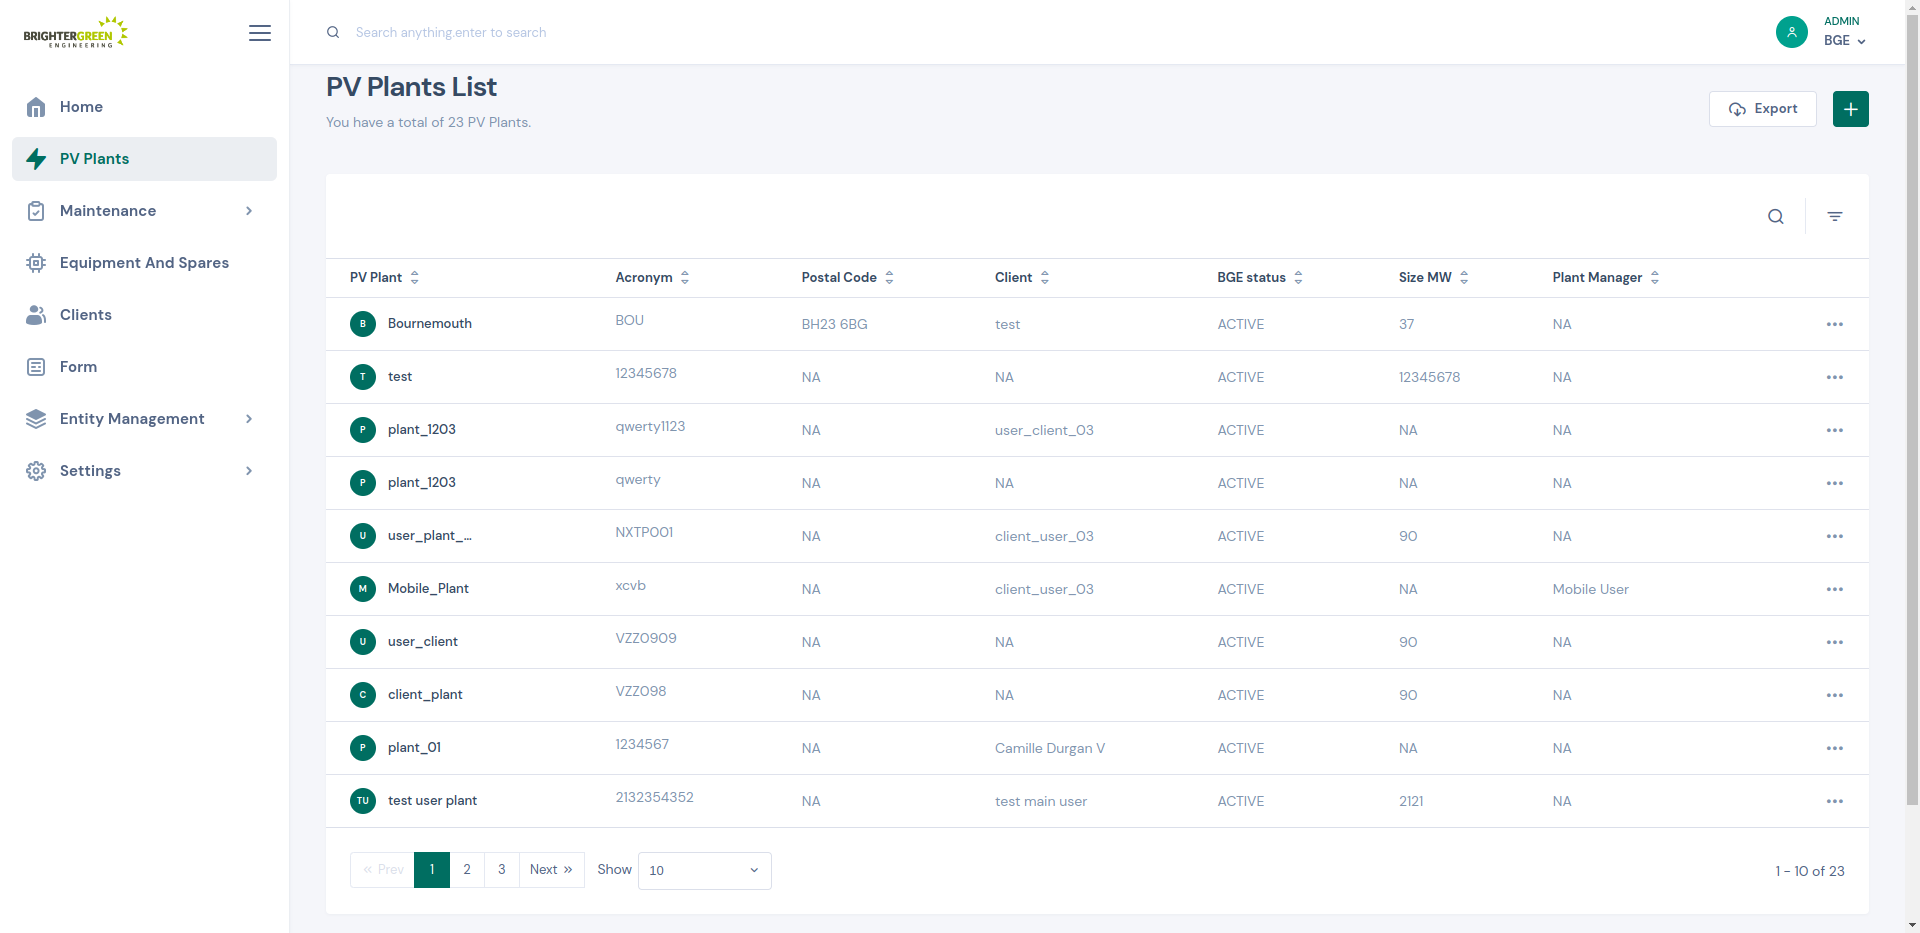 BRIGHTERGREEN
ENGINEERING
Search anything.enter to search
ADMIN
BGE
Home
PV Plants
Maintenance
Equipment And Spares
Clients
Form
Entity Management
Settings
PV Plants List
You have a total of 23 PV Plants.
Export
PV Plant Acronym Postal Code Client BGE status Size MW Plant Manager
B Bournemouth BOU BH23 6BG test ACTIVE 37 NA
T test 12345678 NA NA ACTIVE 12345678 NA
P plant_1203 qwerty1123 NA user_client_03 ACTIVE NA NA
P plant_1203 qwerty NA NA ACTIVE NA NA
U user_plant_... NXTP001 NA client_user_03 ACTIVE 90 NA
M Mobile_Plant xcvb NA client_user_03 ACTIVE NA Mobile User
U user_client VZZ0909 NA NA ACTIVE 90 NA
C client_plant VZZ098 NA NA ACTIVE 90 NA
P plant_01 1234567 NA Camille Durgan V ACTIVE NA NA
TU test user plant 2132354352 NA test main user ACTIVE 2121 NA
« Prev 1 2 3 Next » Show 10 1 - 10 of 23